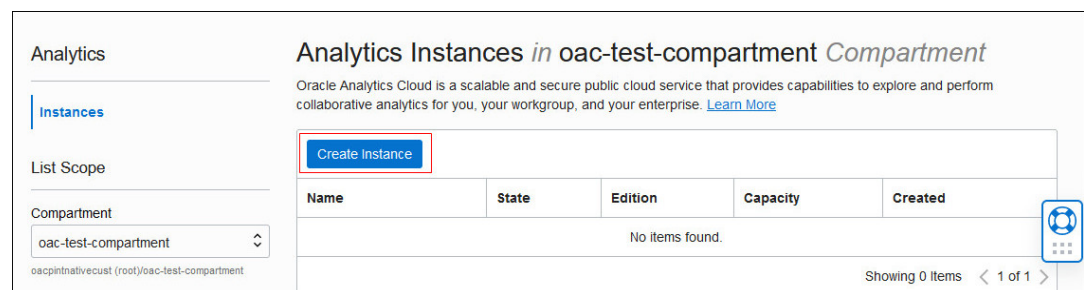 Analytics
Instances
List Scope
Compartment
oac-test-compartment
oacpintnativecust (root)/oac-test-compartment
Analytics Instances in oac-test-compartment Compartment
Oracle Analytics Cloud is a scalable and secure public cloud service that provides capabilities to explore and perform
collaborative analytics for you, your workgroup, and your enterprise. Learn More
Create Instance
Name State Edition Capacity Created
No items found.
Showing 0 Items < 1 of 1 >